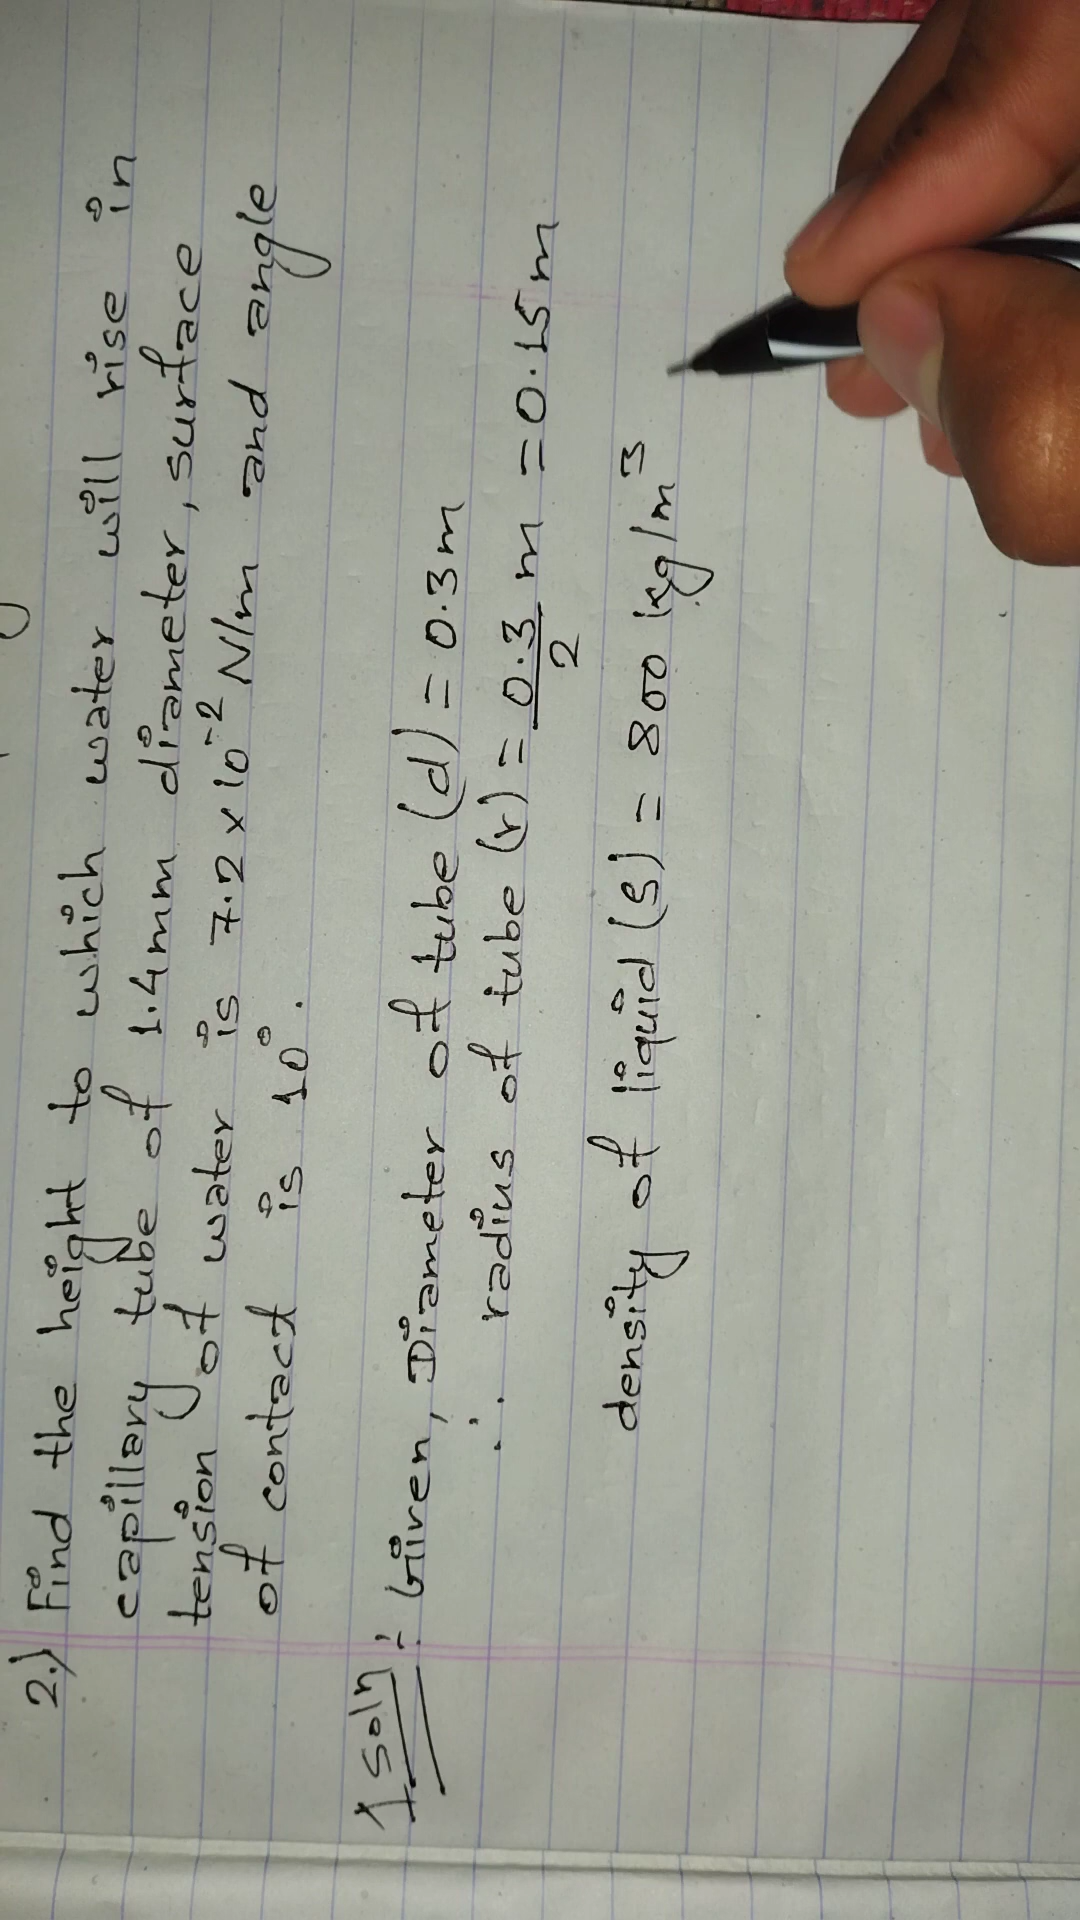 2.) Find the height to which water will rise in
capillary tube of 1.4mm diameter, surface
tension of water is 7.2 x 10⁻² N/m and angle
of contact is 10°.
1 soln :- Given, Diameter of tube (d) = 0.3 m
∴ radius of tube (r) = 0.3/2 m = 0.15 m
density of liquid (ρ) = 800 kg/m³